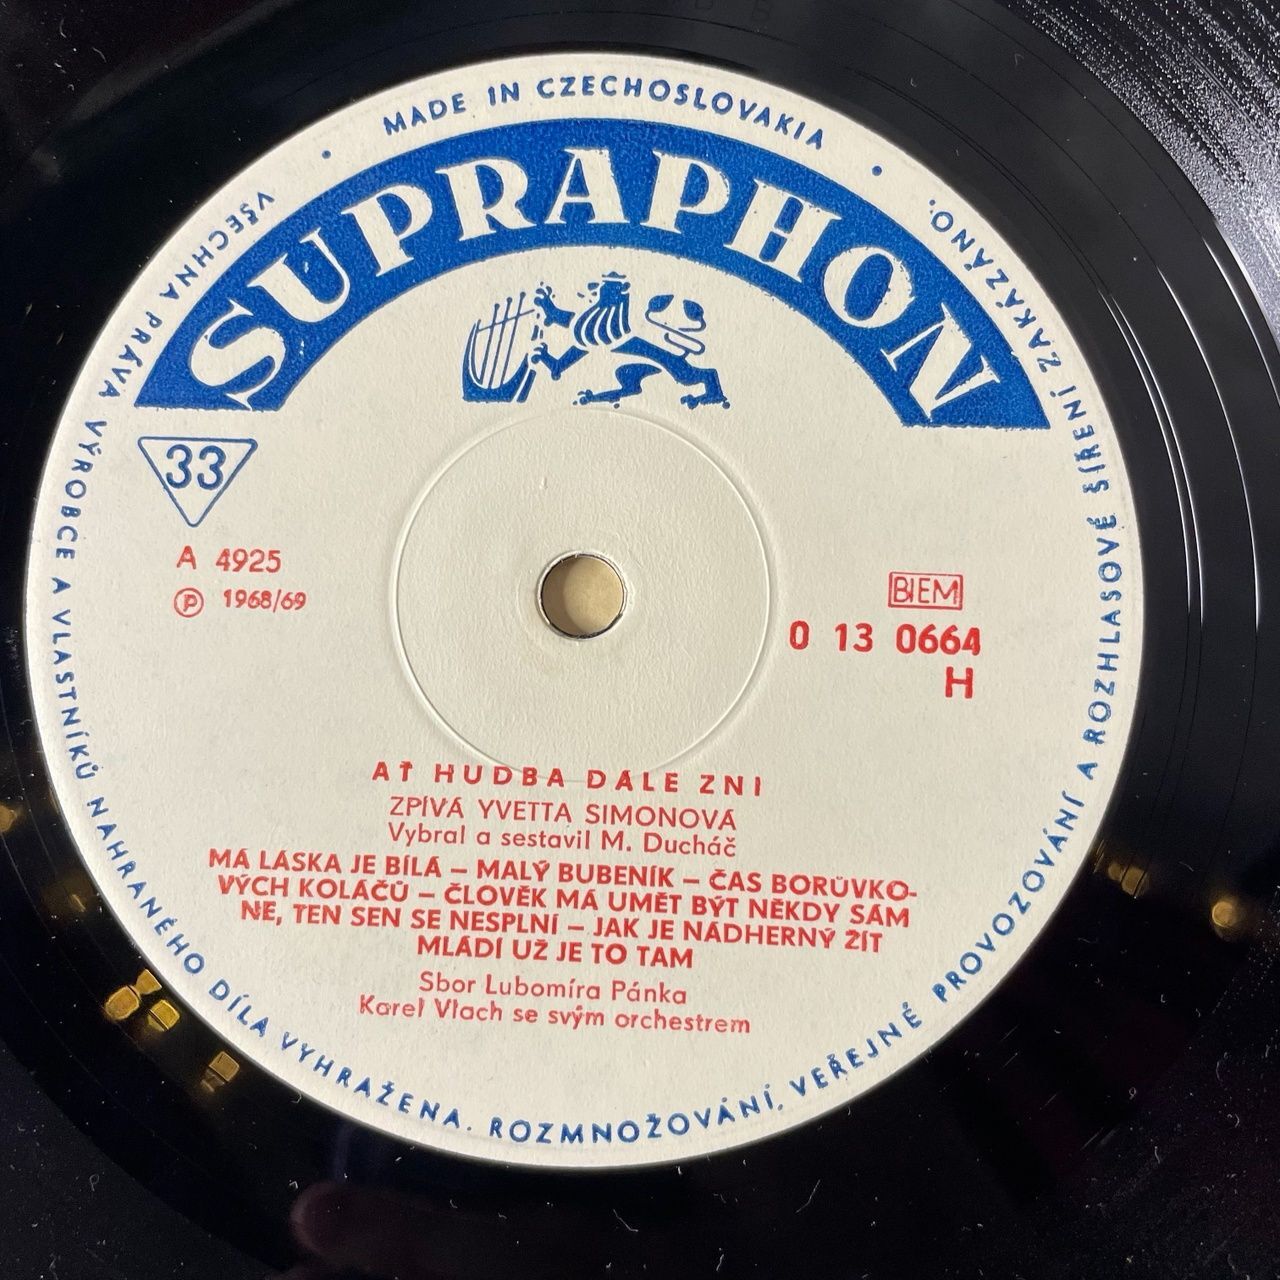 MADE IN CZECHOSLOVAKIA
SUPRAPHON
33
A 4925
Ⓟ 1968/69
BIEM
0 13 0664
H
AŤ HUDBA DÁLE ZNI
ZPÍVÁ YVETTA SIMONOVÁ
Vybral a sestavil M. Ducháč
MÁ LÁSKA JE BÍLÁ – MALÝ BUBENÍK – ČAS BORŮVKO-
VÝCH KOLÁČŮ – ČLOVĚK MÁ UMĚT BÝT NĚKDY SÁM
NE, TEN SEN SE NESPLNÍ – JAK JE NÁDHERNÝ ŽÍT
MLÁDÍ UŽ JE TO TAM
Sbor Lubomíra Pánka
Karel Vlach se svým orchestrem
VŠECHNA PRÁVA VÝROBCE A VLASTNÍKŮ NAHRANÉHO DÍLA VYHRAŽENA. ROZMNOŽOVÁNÍ, VEŘEJNÉ PROVOZOVÁNÍ A ROZHLASOVÉ ŠÍŘENÍ ZAKÁZÁNO.